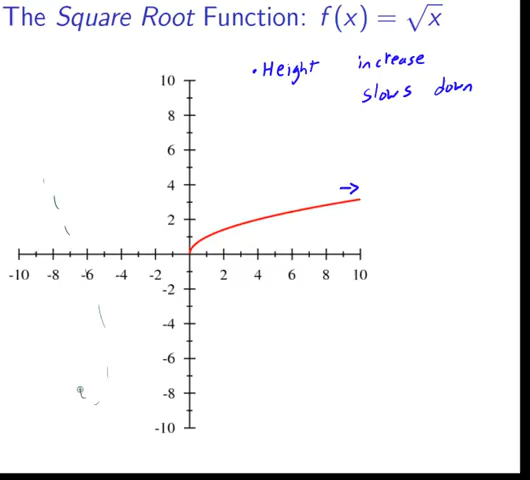 The Square Root Function: f(x) = √x
• Height increase
slows down
10
8
6
4
2
-10 -8 -6 -4 -2 2 4 6 8 10
-2
-4
-6
-8
-10